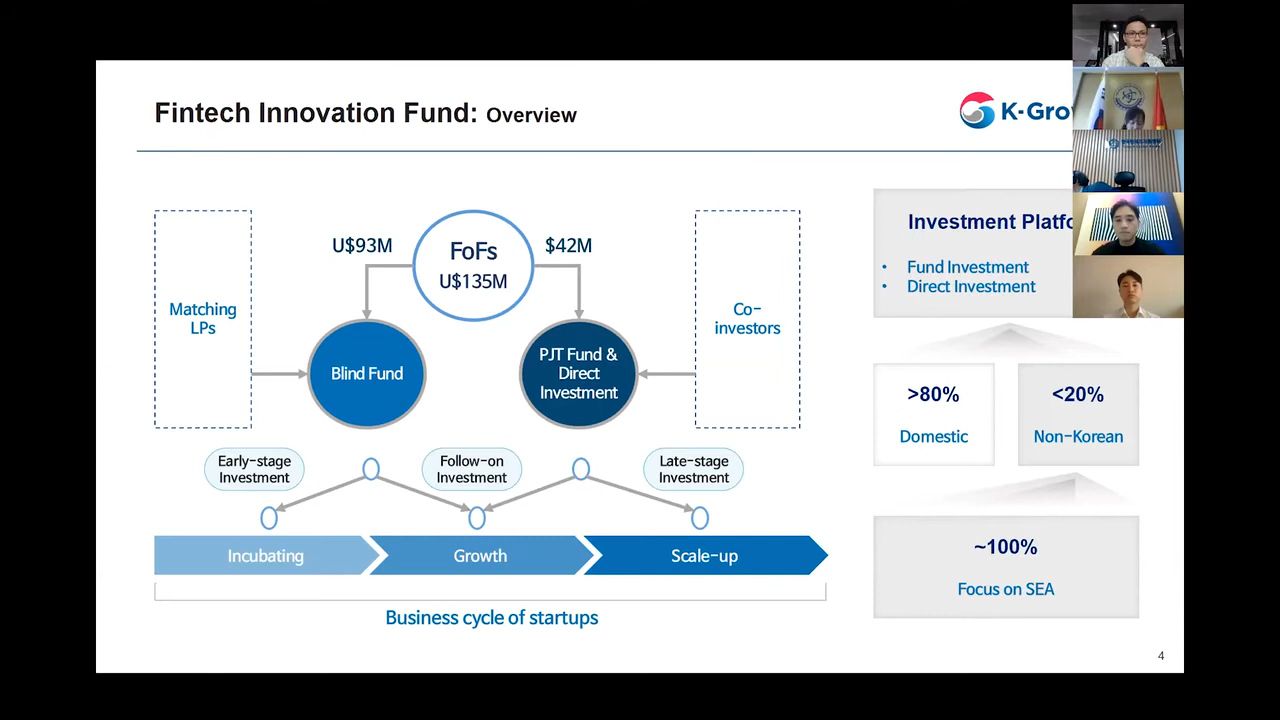 Fintech Innovation Fund: Overview
K-Gro
U$93M
FoFs
U$135M
$42M
Matching
LPs
Blind Fund
PJT Fund &
Direct
Investment
Co-
investors
Early-stage
Investment
Follow-on
Investment
Late-stage
Investment
Incubating
Growth
Scale-up
Business cycle of startups
Investment Platfo
• Fund Investment
• Direct Investment
>80%
Domestic
<20%
Non-Korean
~100%
Focus on SEA
4